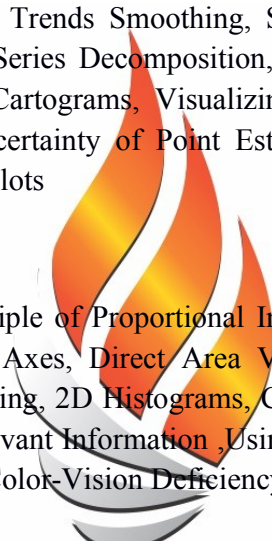 Trends Smoothing, S
Series Decomposition,
Cartograms, Visualizin
certainty of Point Est
lots
iple of Proportional In
Axes, Direct Area V
ing, 2D Histograms, C
vant Information ,Usin
Color-Vision Deficiency